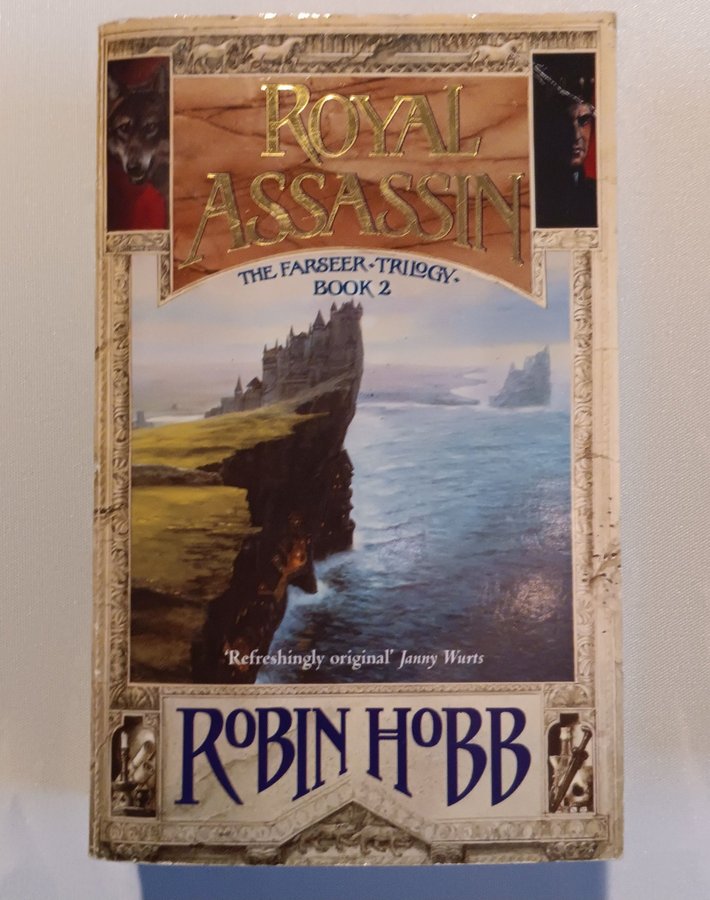 ROYAL
ASSASSIN
THE FARSEER·TRILOGY·
BOOK 2
'Refreshingly original' Janny Wurts
ROBIN HOBB